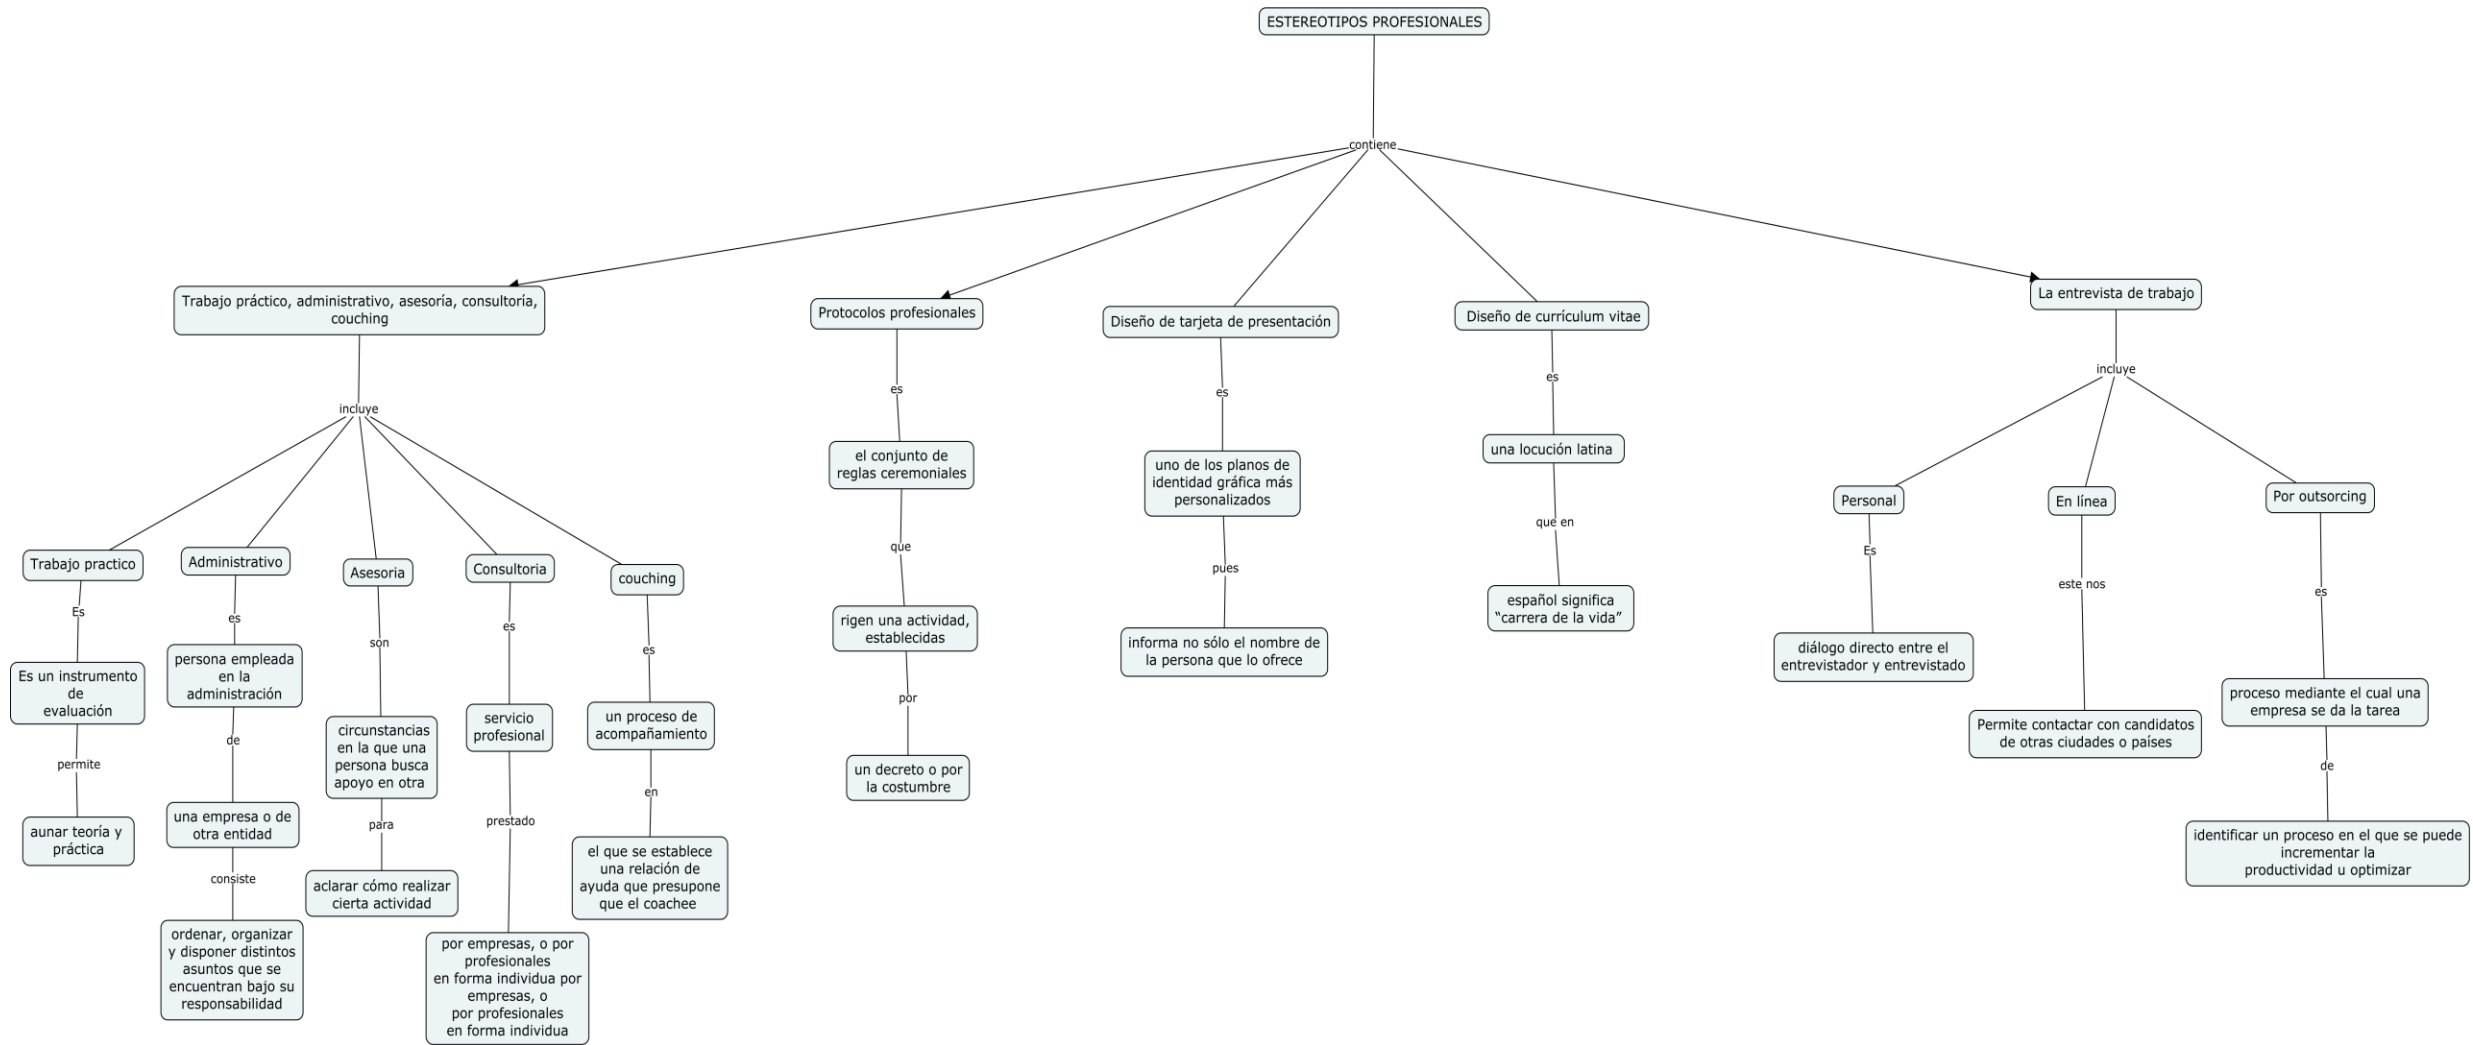 ESTEREOTIPOS PROFESIONALES
contiene
Trabajo práctico, administrativo, asesoría, consultoría,
couching
incluye
Trabajo practico
Es
Es un instrumento
de
evaluación
permite
aunar teoría y
práctica
Administrativo
es
persona empleada
en la
administración
de
una empresa o de
otra entidad
consiste
ordenar, organizar
y disponer distintos
asuntos que se
encuentran bajo su
responsabilidad
Asesoria
son
circunstancias
en la que una
persona busca
apoyo en otra
para
aclarar cómo realizar
cierta actividad
Consultoria
es
servicio
profesional
prestado
por empresas, o por
profesionales
en forma individua por
empresas, o
por profesionales
en forma individua
couching
es
un proceso de
acompañamiento
en
el que se establece
una relación de
ayuda que presupone
que el coachee
Protocolos profesionales
es
el conjunto de
reglas ceremoniales
que
rigen una actividad,
establecidas
por
un decreto o por
la costumbre
Diseño de tarjeta de presentación
es
uno de los planos de
identidad gráfica más
personalizados
pues
informa no sólo el nombre de
la persona que lo ofrece
Diseño de currículum vitae
es
una locución latina
que en
español significa
“carrera de la vida”
La entrevista de trabajo
incluye
Personal
Es
diálogo directo entre el
entrevistador y entrevistado
En línea
este nos
Permite contactar con candidatos
de otras ciudades o países
Por outsorcing
es
proceso mediante el cual una
empresa se da la tarea
de
identificar un proceso en el que se puede
incrementar la
productividad u optimizar